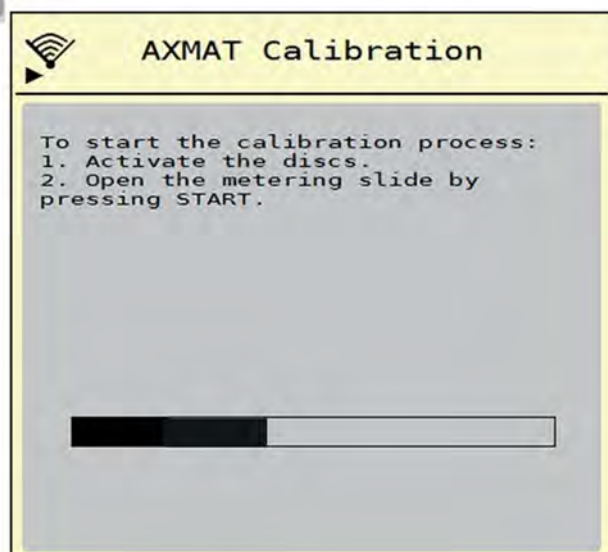 AXMAT Calibration
To start the calibration process:
1. Activate the discs.
2. Open the metering slide by
pressing START.